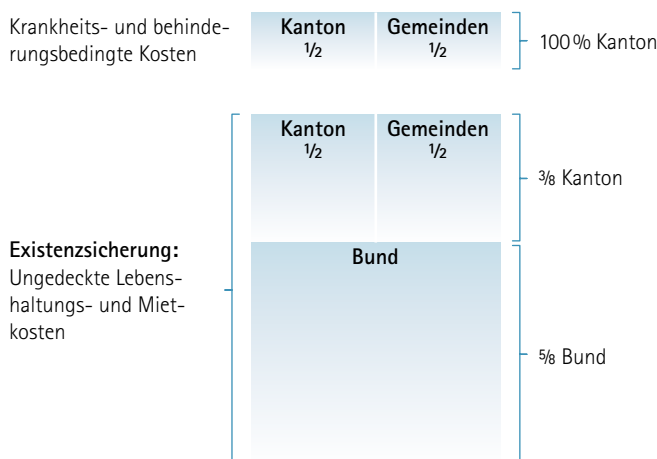 Krankheits- und behinde-
rungsbedingte Kosten
Kanton
1/2
Gemeinden
1/2
100% Kanton
Kanton
1/2
Gemeinden
1/2
3/8 Kanton
Existenzsicherung:
Ungedeckte Lebens-
haltungs- und Miet-
kosten
Bund
5/8 Bund